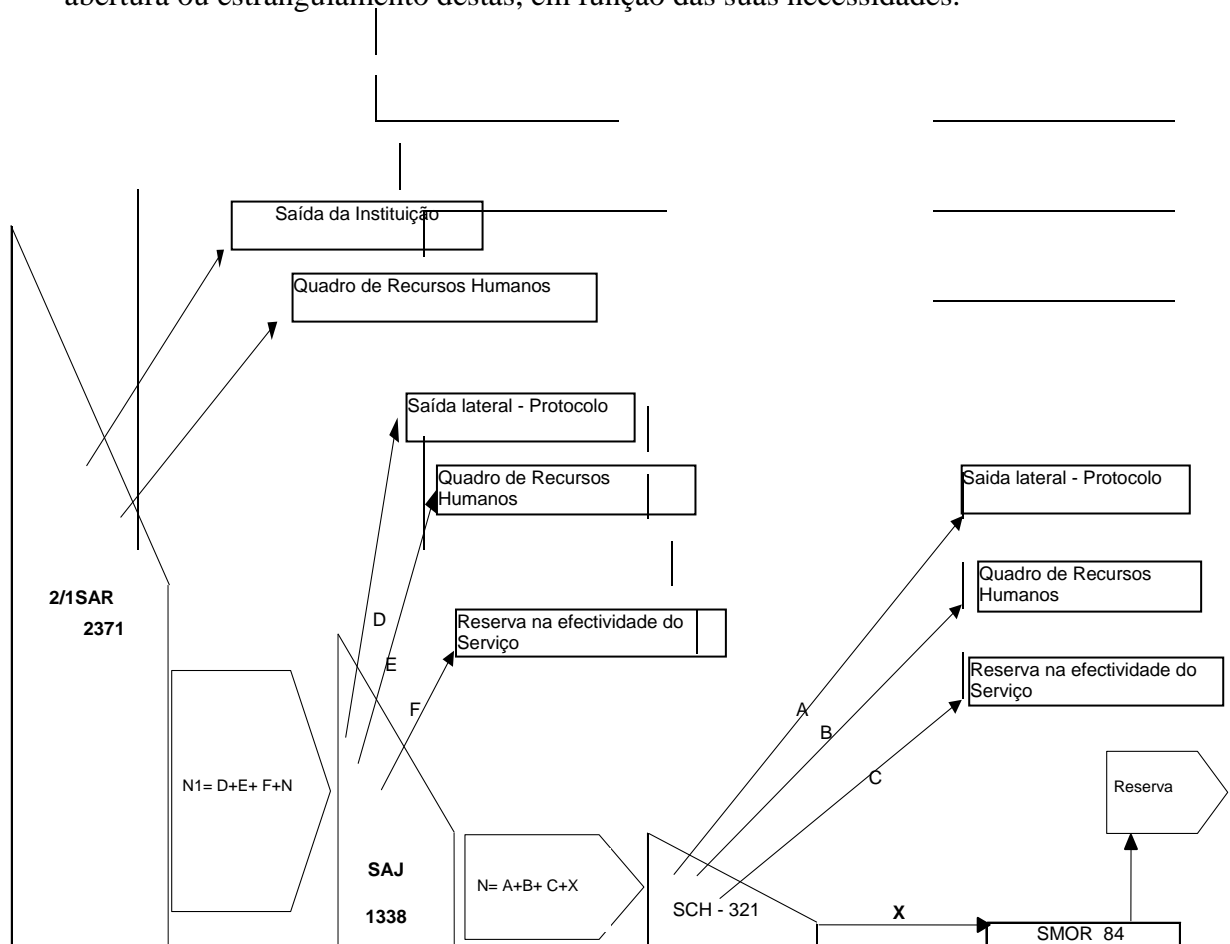 abertura ou estrangulamento destas, em função das suas necessidades.
Saída da Instituição
Quadro de Recursos Humanos
Saída lateral - Protocolo
Quadro de Recursos
Humanos
Saida lateral - Protocolo
Quadro de Recursos
Humanos
2/1SAR
2371
D
Reserva na efectividade do
Serviço
E
F
Reserva na efectividade do
Serviço
A
B
C
N1= D+E+ F+N
Reserva
SAJ
1338
N= A+B+ C+X
SCH - 321
X
SMOR 84